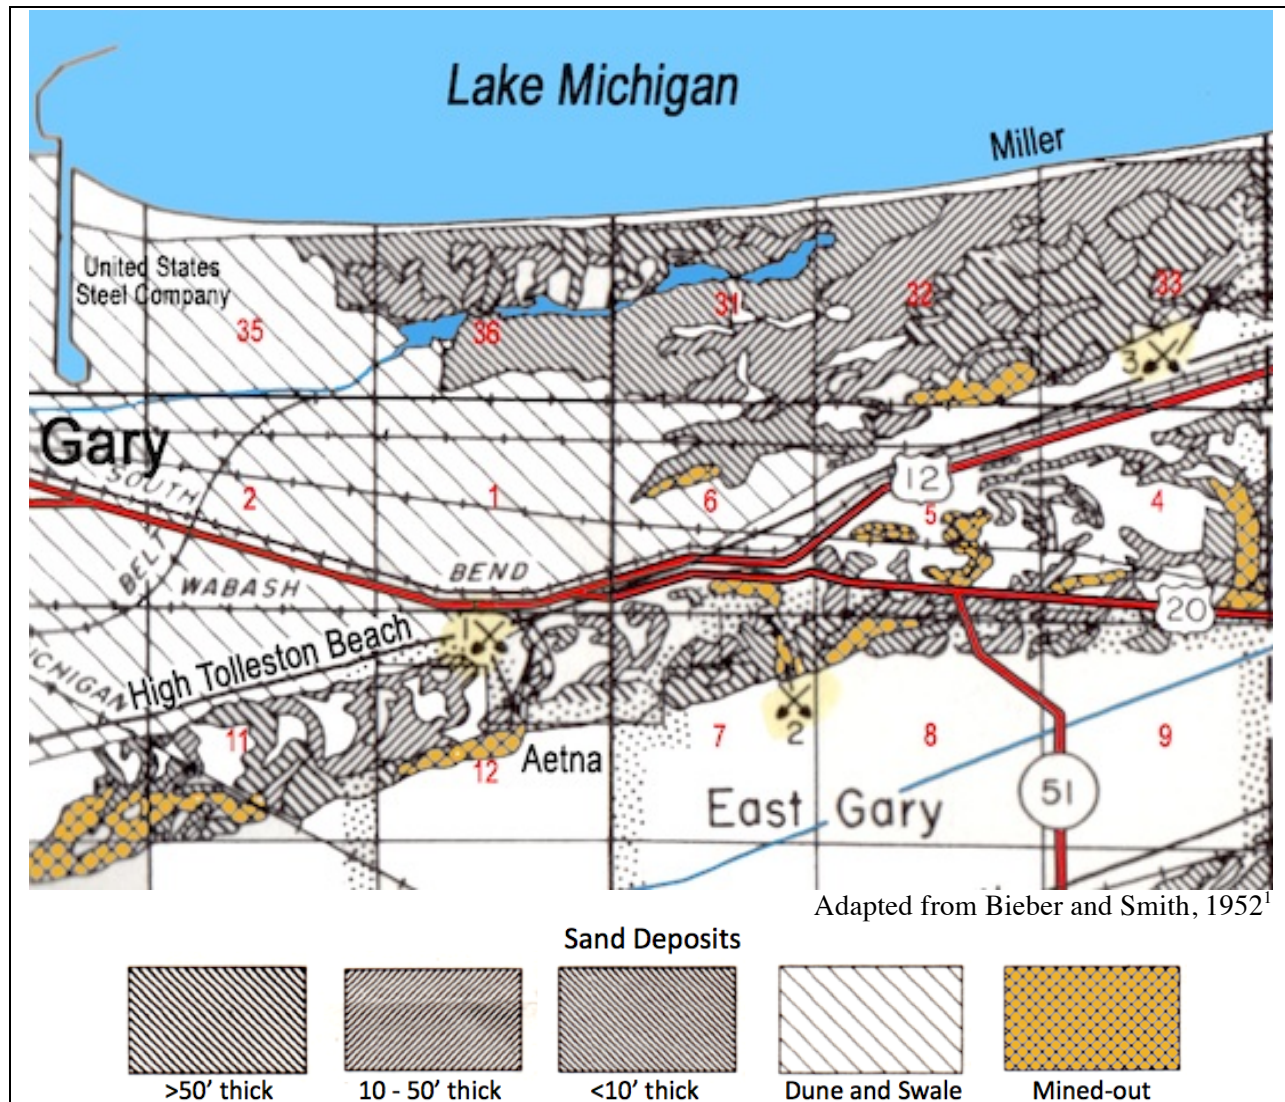 Lake Michigan
Miller
United States
Steel Company
35
36
31
32
33
3
Gary
SOUTH
2
1
6
12
5
4
BELT
WABASH
BEND
20
1
High Tolleston Beach
ICHIGAN
11
12
Aetna
7
2
8
9
51
East Gary
Adapted from Bieber and Smith, 1952¹
Sand Deposits
>50’ thick
10 - 50’ thick
<10’ thick
Dune and Swale
Mined-out